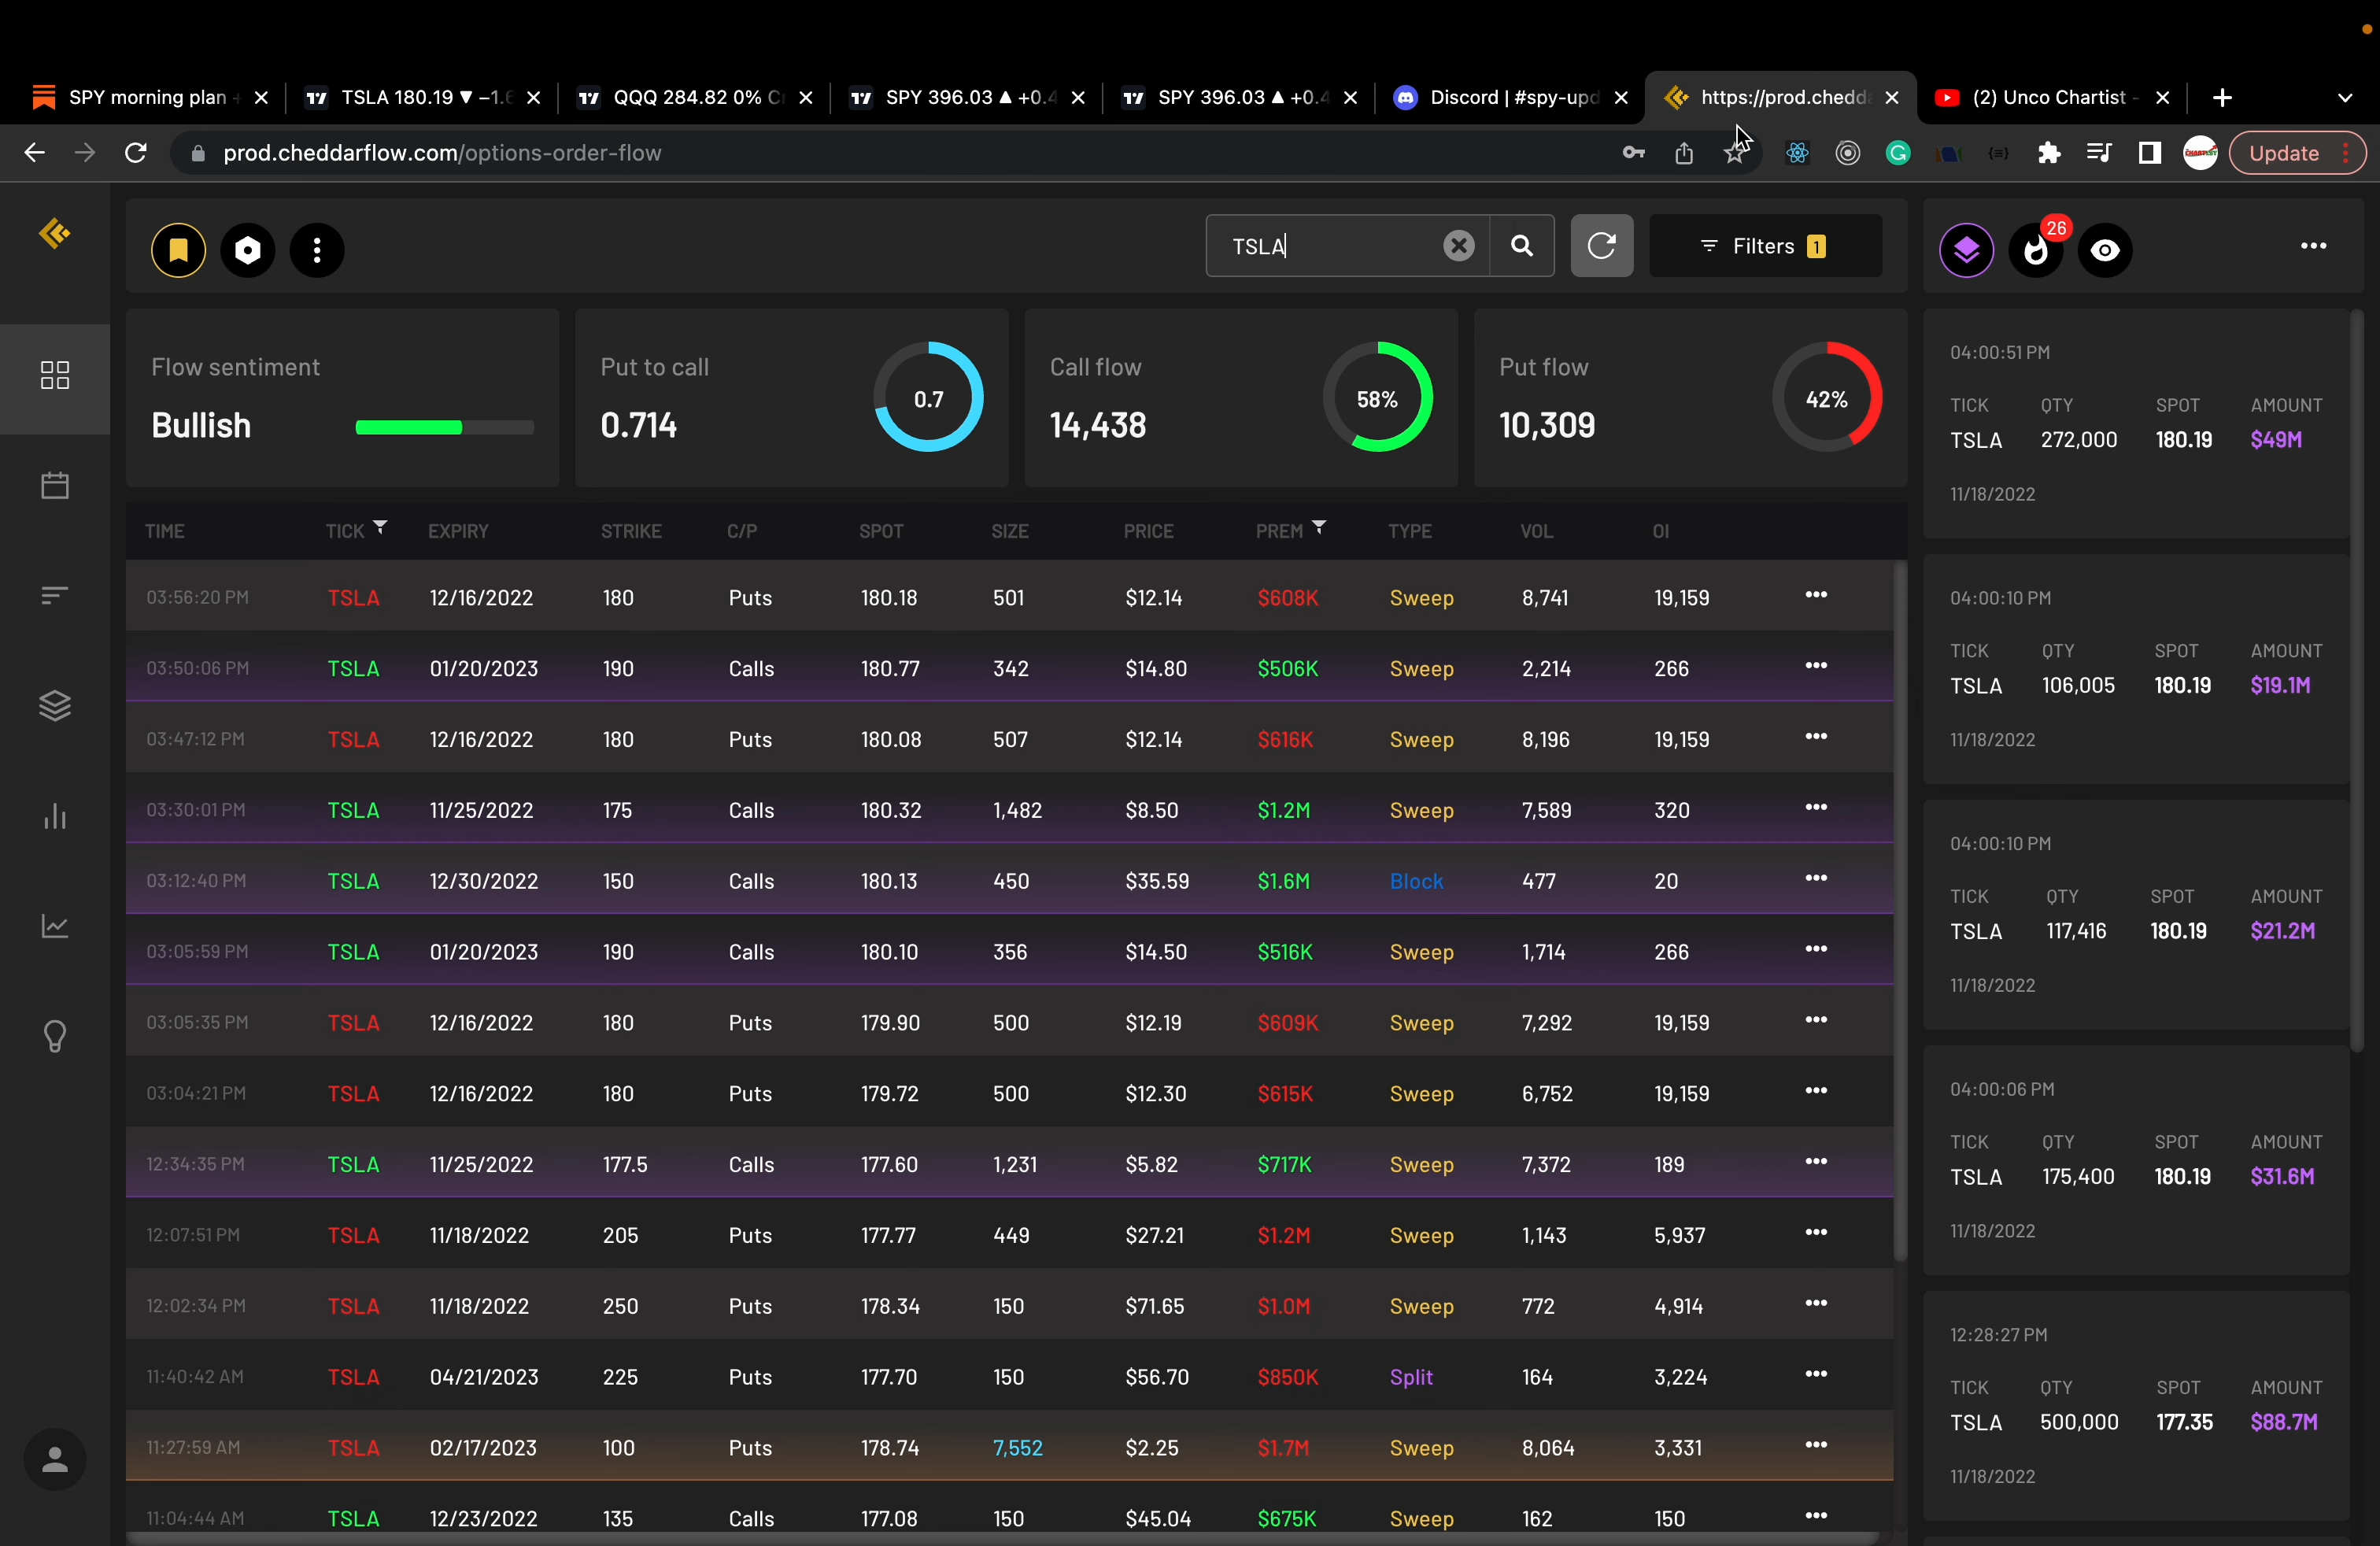 SPY morning plan
TSLA 180.19 ▼ −1.6
QQQ 284.82 0%
SPY 396.03 ▲ +0.4
SPY 396.03 ▲ +0.4
Discord | #spy-upd
https://prod.chedda
(2) Unco Chartist -
prod.cheddarflow.com/options-order-flow
Update
TSLA
Filters 1
26
Flow sentiment
Bullish
Put to call
0.714
0.7
Call flow
14,438
58%
Put flow
10,309
42%
TIME TICK EXPIRY STRIKE C/P SPOT SIZE PRICE PREM TYPE VOL OI
03:56:20 PM TSLA 12/16/2022 180 Puts 180.18 501 $12.14 $608K Sweep 8,741 19,159
03:50:06 PM TSLA 01/20/2023 190 Calls 180.77 342 $14.80 $506K Sweep 2,214 266
03:47:12 PM TSLA 12/16/2022 180 Puts 180.08 507 $12.14 $616K Sweep 8,196 19,159
03:30:01 PM TSLA 11/25/2022 175 Calls 180.32 1,482 $8.50 $1.2M Sweep 7,589 320
03:12:40 PM TSLA 12/30/2022 150 Calls 180.13 450 $35.59 $1.6M Block 477 20
03:05:59 PM TSLA 01/20/2023 190 Calls 180.10 356 $14.50 $516K Sweep 1,714 266
03:05:35 PM TSLA 12/16/2022 180 Puts 179.90 500 $12.19 $609K Sweep 7,292 19,159
03:04:21 PM TSLA 12/16/2022 180 Puts 179.72 500 $12.30 $615K Sweep 6,752 19,159
12:34:35 PM TSLA 11/25/2022 177.5 Calls 177.60 1,231 $5.82 $717K Sweep 7,372 189
12:07:51 PM TSLA 11/18/2022 205 Puts 177.77 449 $27.21 $1.2M Sweep 1,143 5,937
12:02:34 PM TSLA 11/18/2022 250 Puts 178.34 150 $71.65 $1.0M Sweep 772 4,914
11:40:42 AM TSLA 04/21/2023 225 Puts 177.70 150 $56.70 $850K Split 164 3,224
11:27:59 AM TSLA 02/17/2023 100 Puts 178.74 7,552 $2.25 $1.7M Sweep 8,064 3,331
11:04:44 AM TSLA 12/23/2022 135 Calls 177.08 150 $45.04 $675K Sweep 162 150
04:00:51 PM
TICK QTY SPOT AMOUNT
TSLA 272,000 180.19 $49M
11/18/2022
04:00:10 PM
TICK QTY SPOT AMOUNT
TSLA 106,005 180.19 $19.1M
11/18/2022
04:00:10 PM
TICK QTY SPOT AMOUNT
TSLA 117,416 180.19 $21.2M
11/18/2022
04:00:06 PM
TICK QTY SPOT AMOUNT
TSLA 175,400 180.19 $31.6M
11/18/2022
12:28:27 PM
TICK QTY SPOT AMOUNT
TSLA 500,000 177.35 $88.7M
11/18/2022